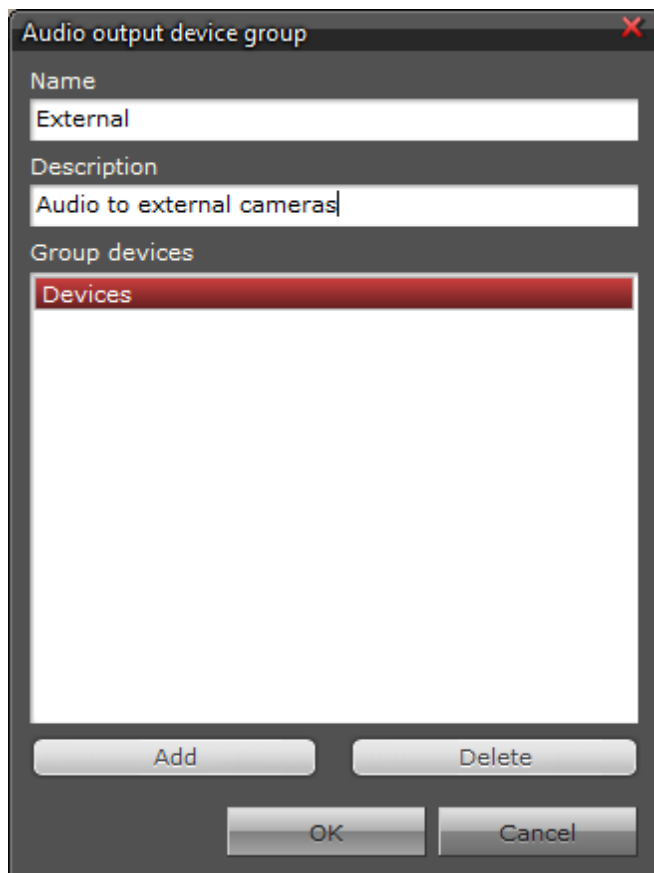 Audio output device group
Name
External
Description
Audio to external cameras
Group devices
Devices
Add Delete
OK Cancel